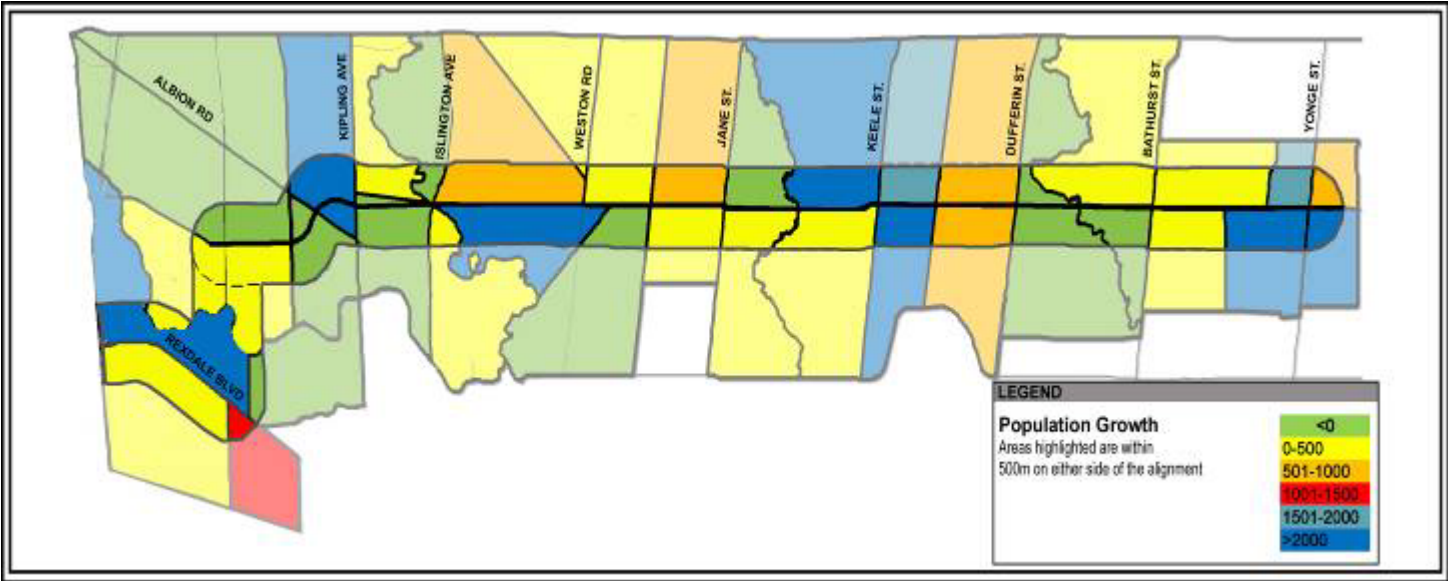 ALBION RD
KIPLING AVE
ISLINGTON AVE
WESTON RD
JANE ST.
KEELE ST.
DUFFERIN ST.
BATHURST ST.
YONGE ST.
REXDALE BLVD
LEGEND
Population Growth
Areas highlighted are within
500m on either side of the alignment
<0
0-500
501-1000
1001-1500
1501-2000
>2000